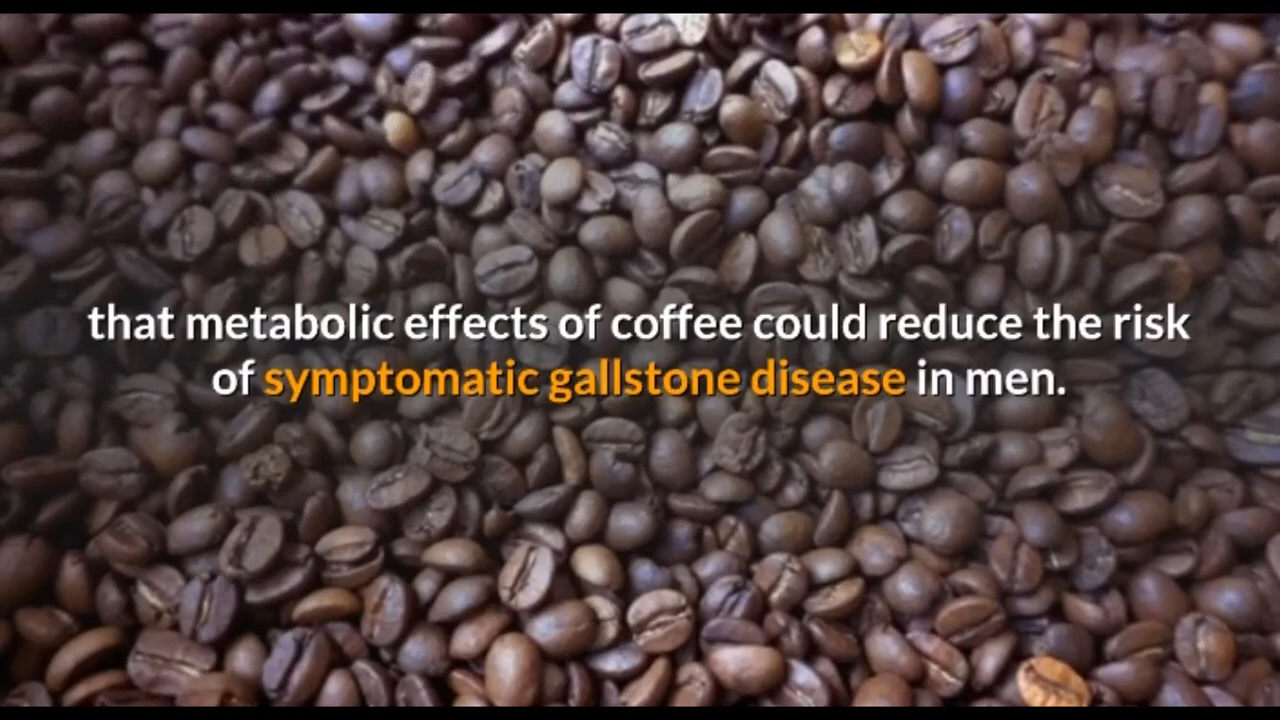 that metabolic effects of coffee could reduce the risk
of symptomatic gallstone disease in men.